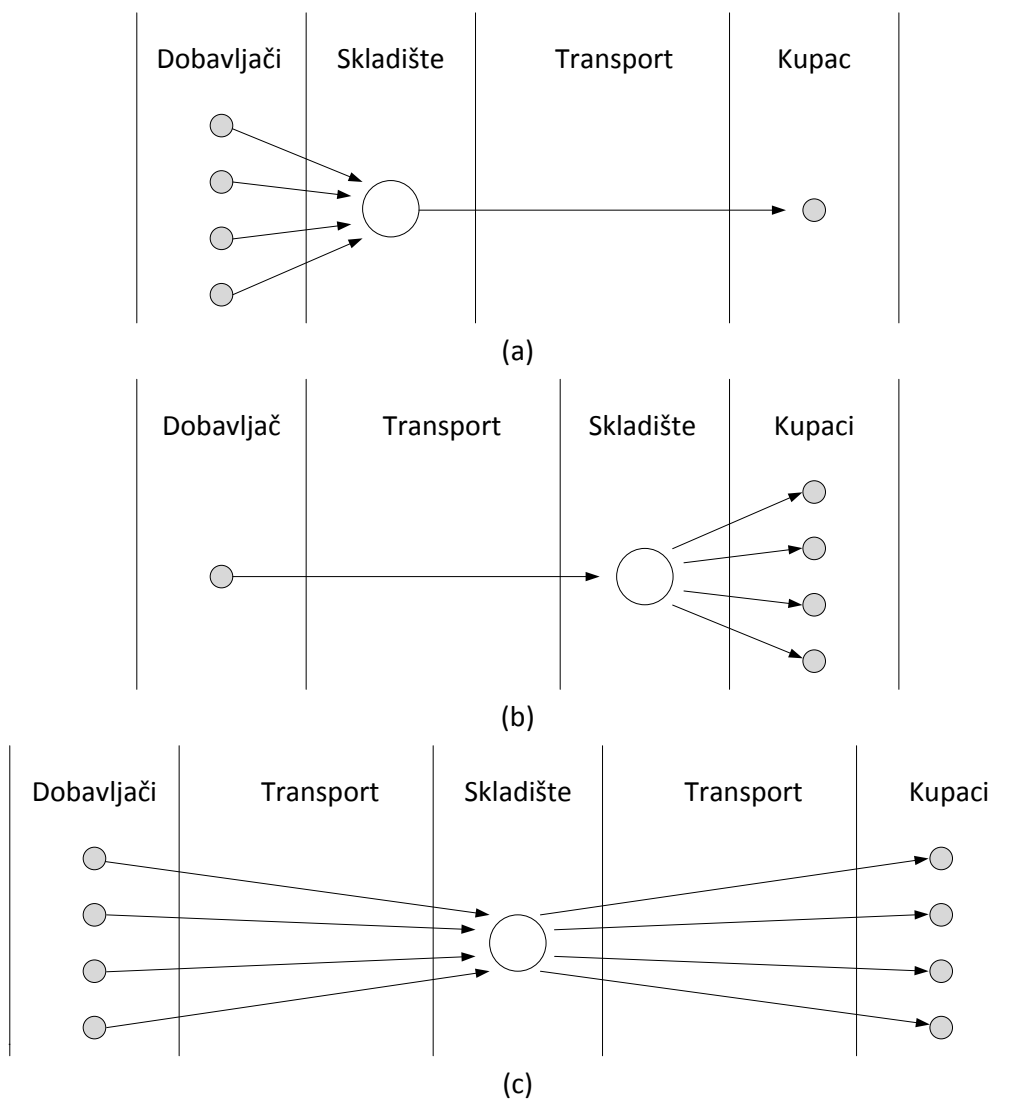 Dobavljači Skladište Transport Kupac
(a)
Dobavljač Transport Skladište Kupaci
(b)
Dobavljači Transport Skladište Transport Kupaci
(c)